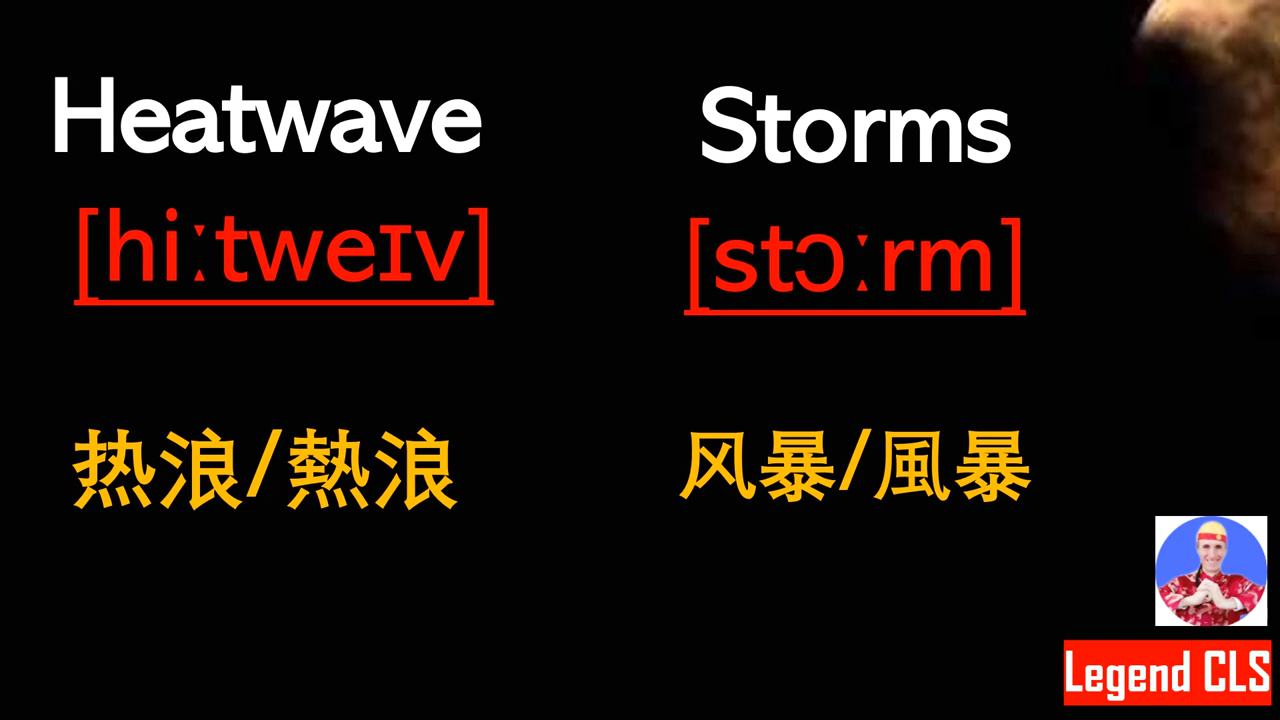 Heatwave
[hiːtweɪv]
热浪/熱浪
Storms
[stɔːrm]
风暴/風暴
Legend CLS